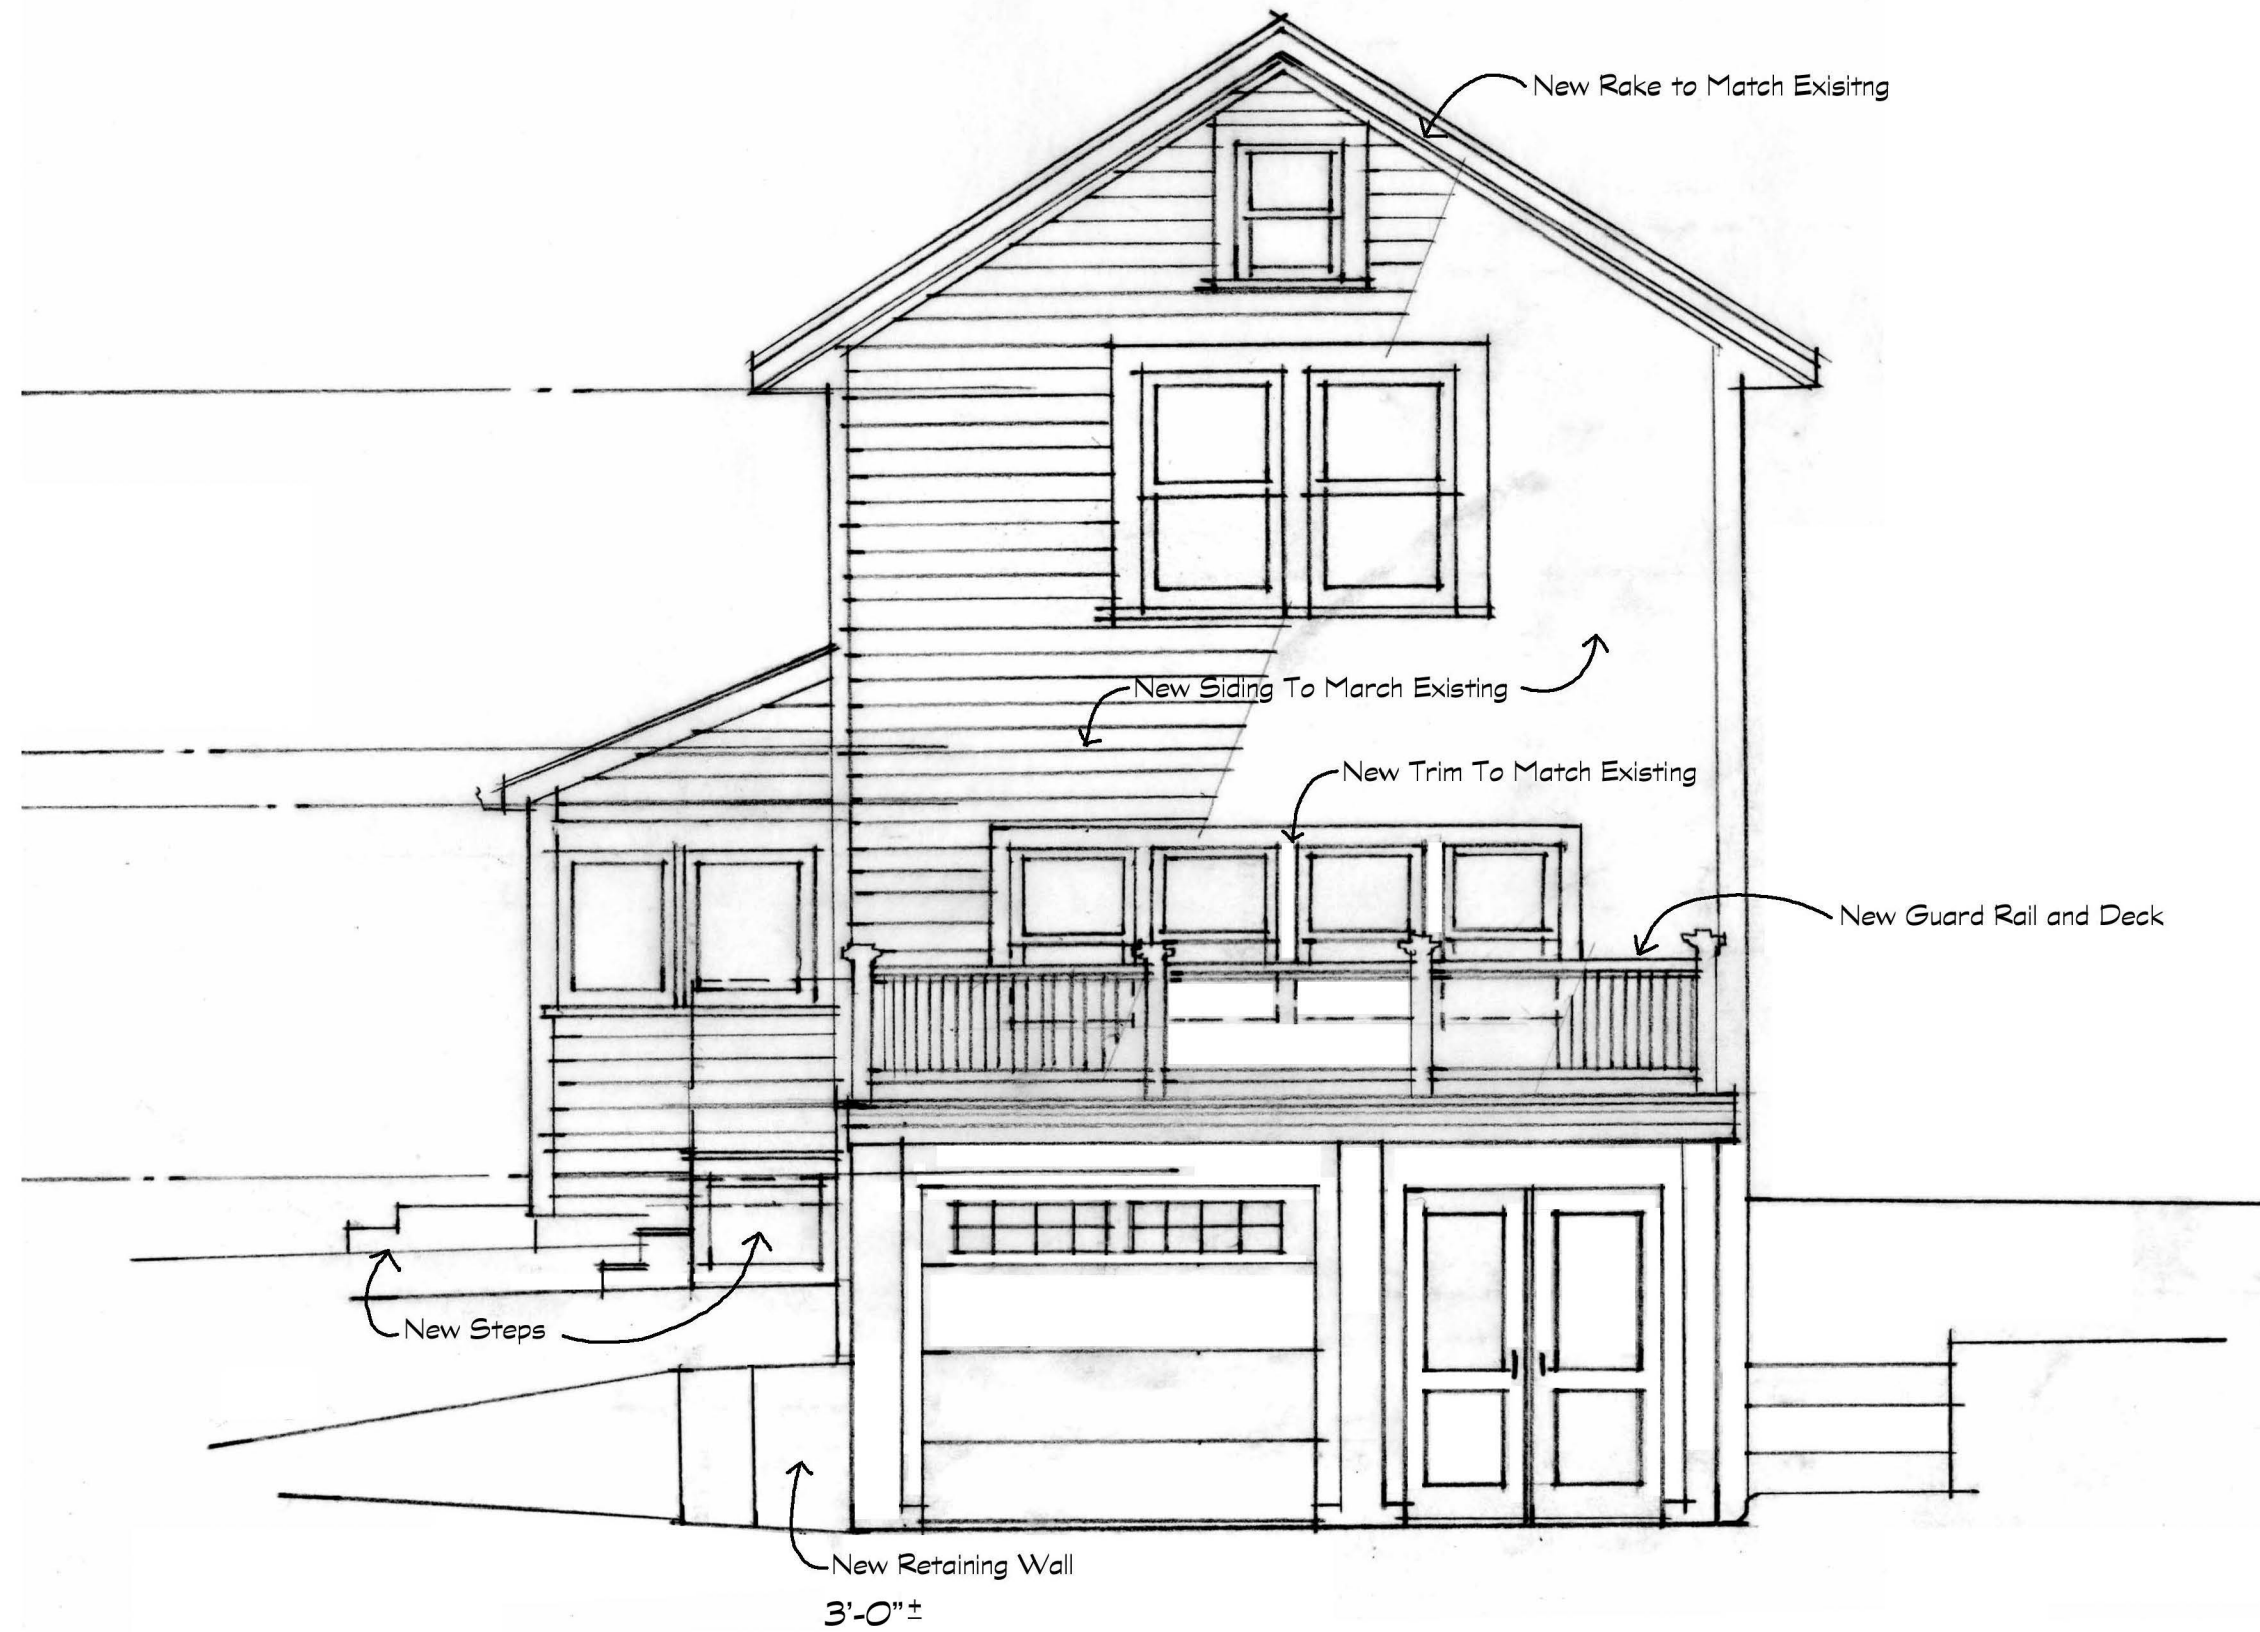 New Rake to Match Exisitng
New Siding To March Existing
New Trim To Match Existing
New Guard Rail and Deck
New Steps
New Retaining Wall
3'-0"±